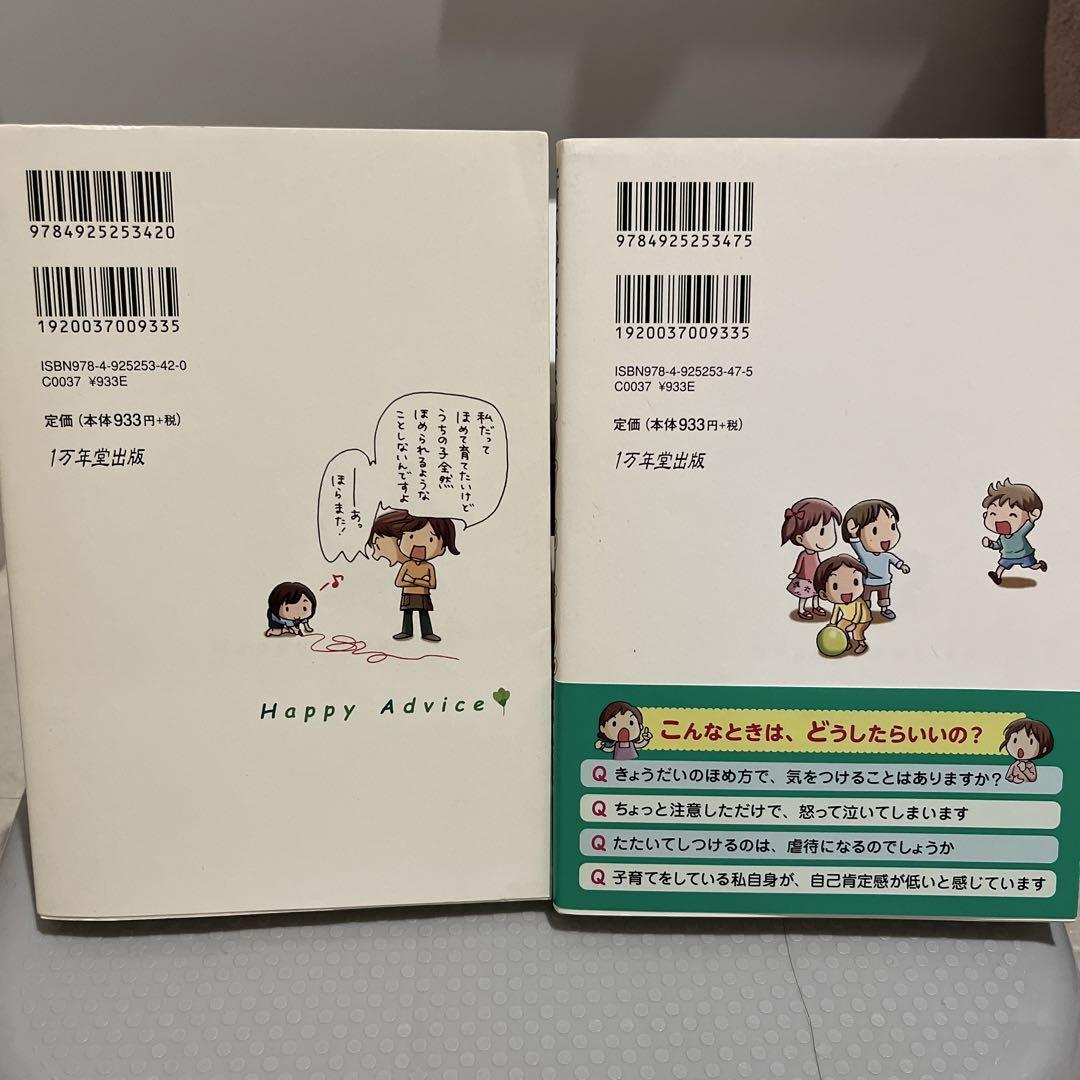 9784925253420
1920037009335
ISBN978-4-925253-42-0
C0037 ¥933E
定価（本体933円+税）
1万年堂出版
私だって
ほめて育てたいけど
うちの子全然
ほめられるような
ことしないんですよ
――あっ
ほらまた！
Happy Advice
9784925253475
1920037009335
ISBN978-4-925253-47-5
C0037 ¥933E
定価（本体933円+税）
1万年堂出版
こんなときは、どうしたらいいの？
Q きょうだいのほめ方で、気をつけることはありますか？
Q ちょっと注意しただけで、怒って泣いてしまいます
Q たたいてしつけるのは、虐待になるのでしょうか
Q 子育てをしている私自身が、自己肯定感が低いと感じています